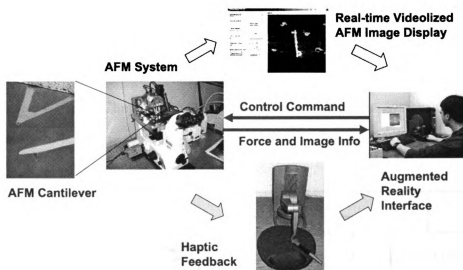 Real-time Videolized
AFM Image Display
AFM System
Control Command
Force and Image Info
AFM Cantilever
Augmented
Reality
Interface
Haptic
Feedback